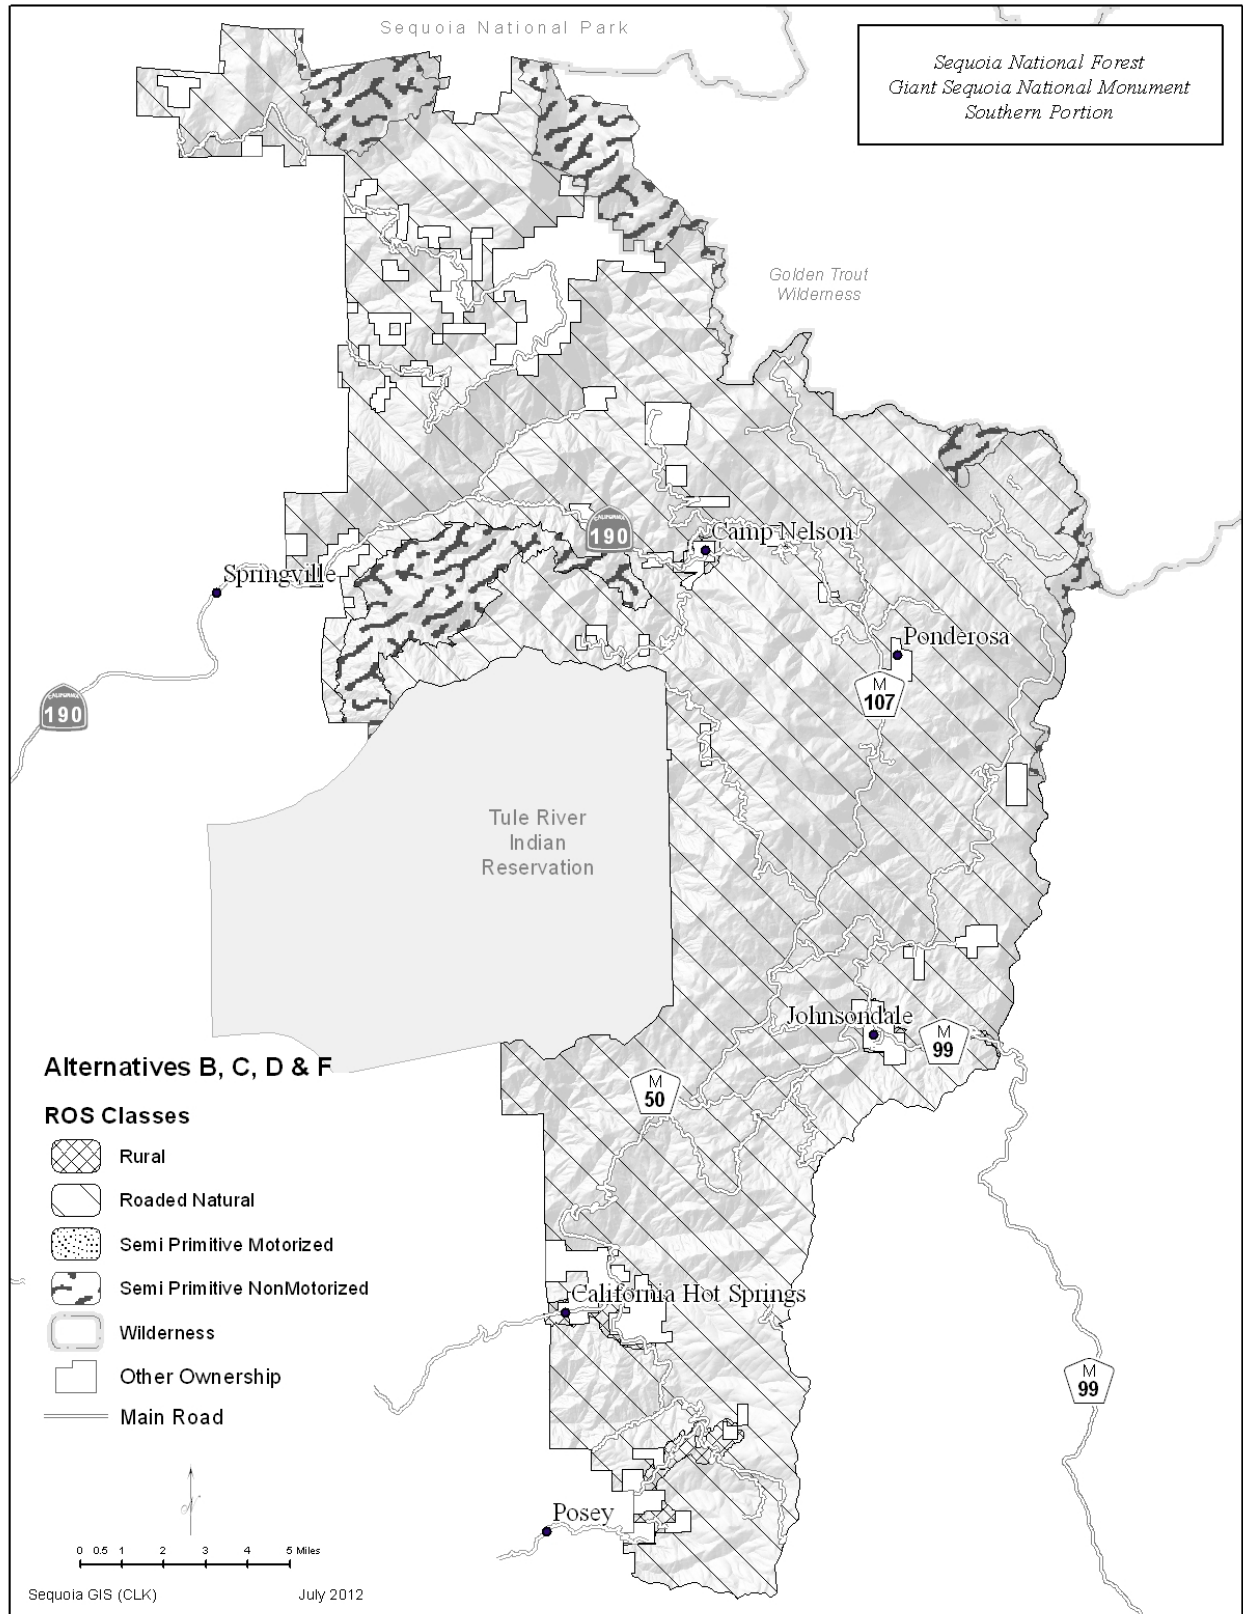 Sequoia National Park
Sequoia National Forest
Giant Sequoia National Monument
Southern Portion
Golden Trout
Wilderness
CALIFORNIA
190
Camp Nelson
Springville
Ponderosa
CALIFORNIA
190
M
107
Tule River
Indian
Reservation
Johnsondale
M
99
M
50
Alternatives B, C, D & F
ROS Classes
Rural
Roaded Natural
Semi Primitive Motorized
Semi Primitive NonMotorized
Wilderness
Other Ownership
Main Road
California Hot Springs
M
99
Posey
N
0 0.5 1 2 3 4 5 Miles
Sequoia GIS (CLK) July 2012